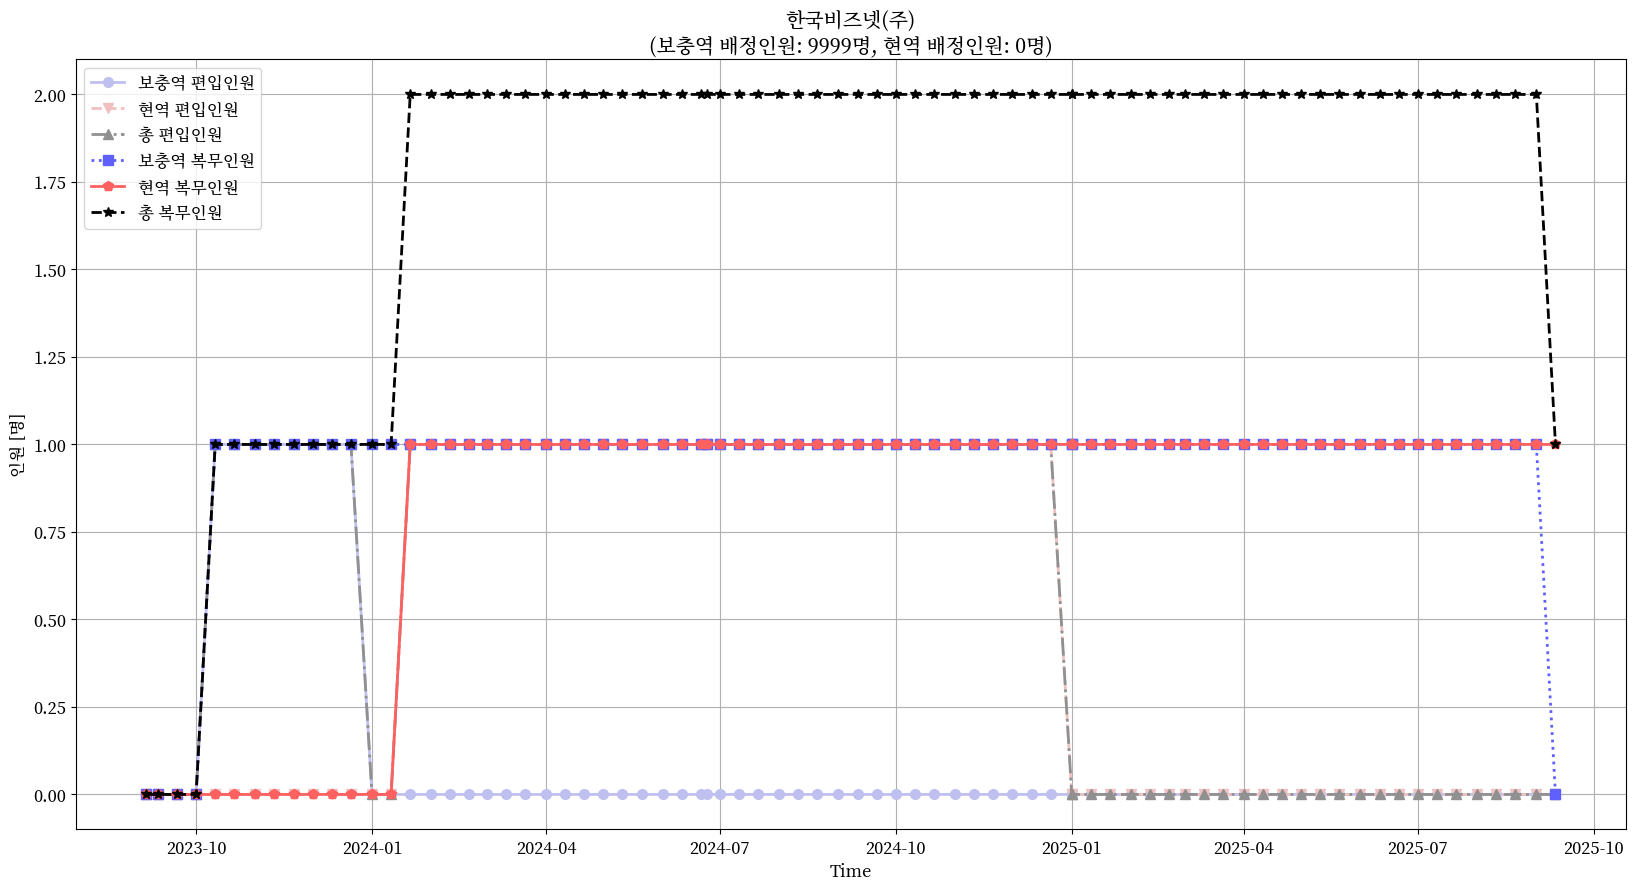 한국비즈넷(주)
(보충역 배정인원: 9999명, 현역 배정인원: 0명)
보충역 편입인원
현역 편입인원
총 편입인원
보충역 복무인원
현역 복무인원
총 복무인원
인원 [명]
2.00
1.75
1.50
1.25
1.00
0.75
0.50
0.25
0.00
2023-10 2024-01 2024-04 2024-07 2024-10 2025-01 2025-04 2025-07 2025-10
Time